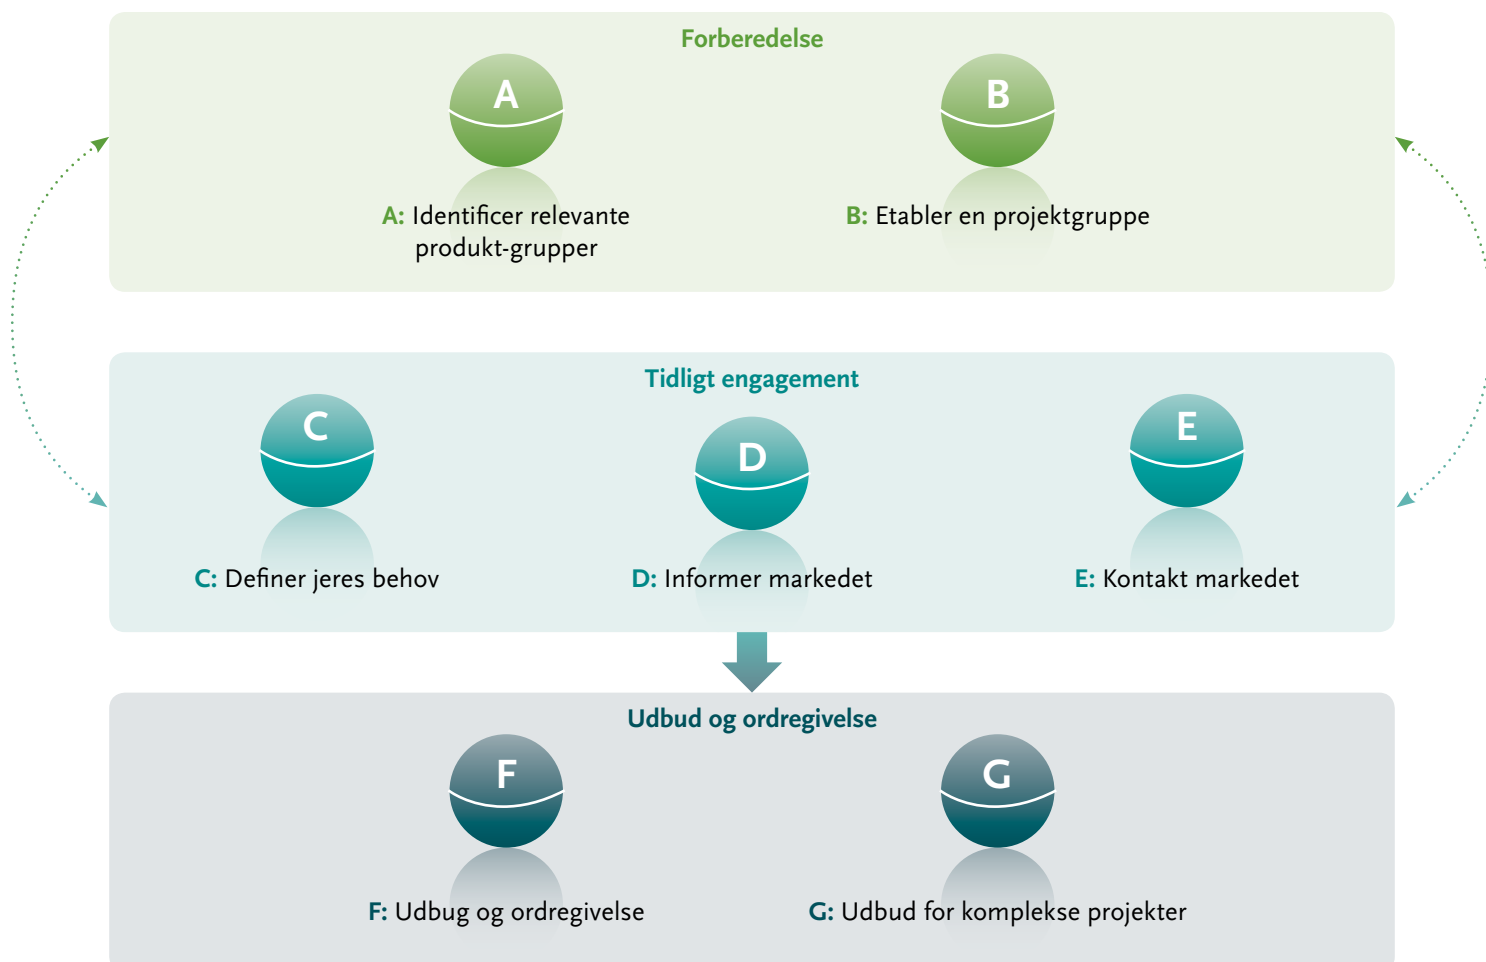 Forberedelse
A
B
A: Identificer relevante
produkt-grupper
B: Etabler en projektgruppe
Tidligt engagement
C
D
E
C: Definer jeres behov
D: Informer markedet
E: Kontakt markedet
Udbud og ordregivelse
F
G
F: Udbug og ordregivelse
G: Udbud for komplekse projekter